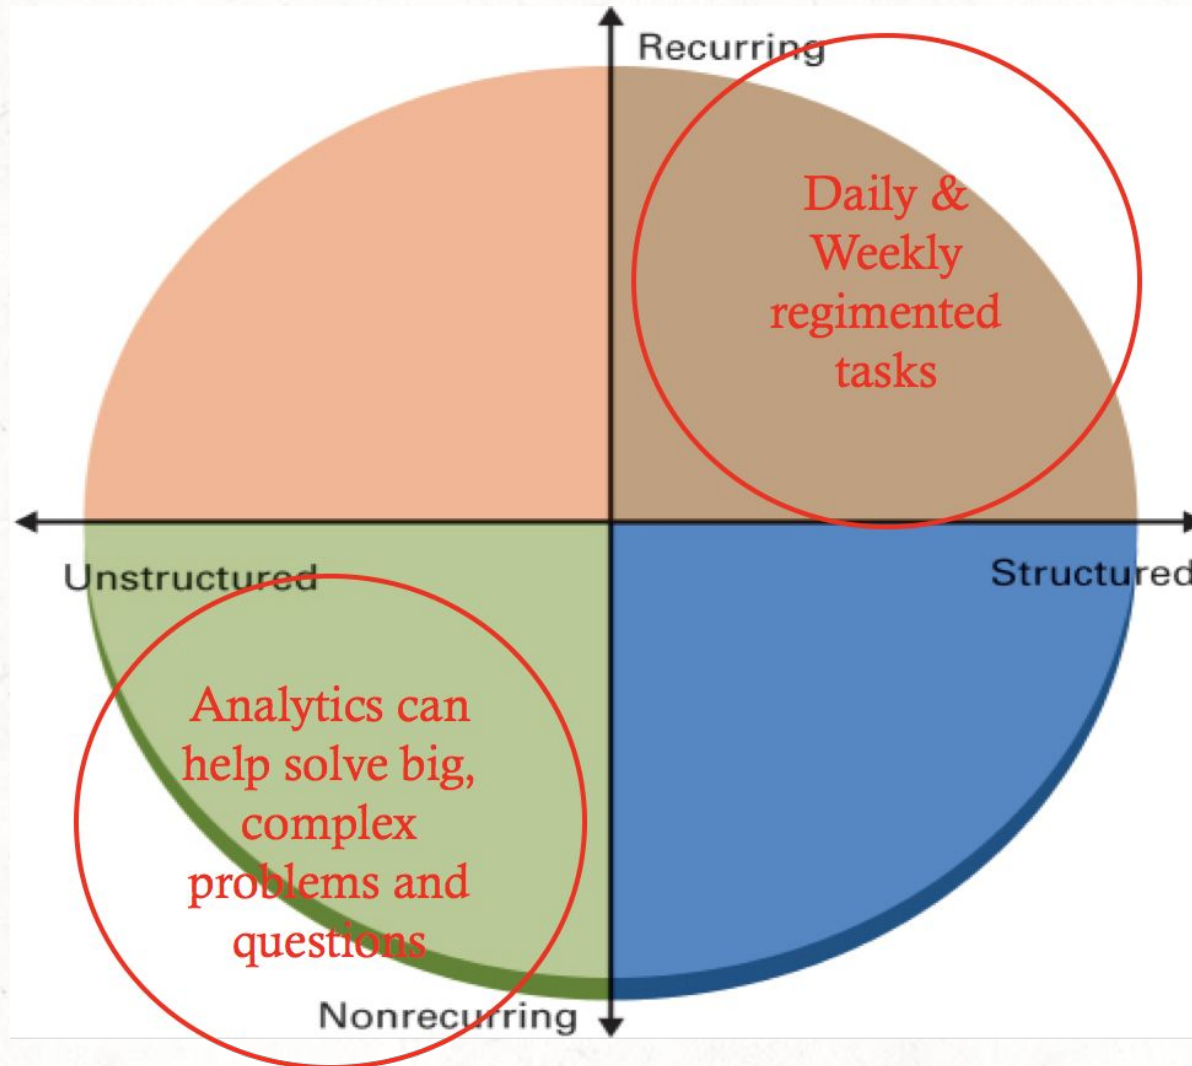 Recurring
Daily &
Weekly
regimented
tasks
Unstructured
Structured
Analytics can
help solve big,
complex
problems and
questions
Nonrecurring